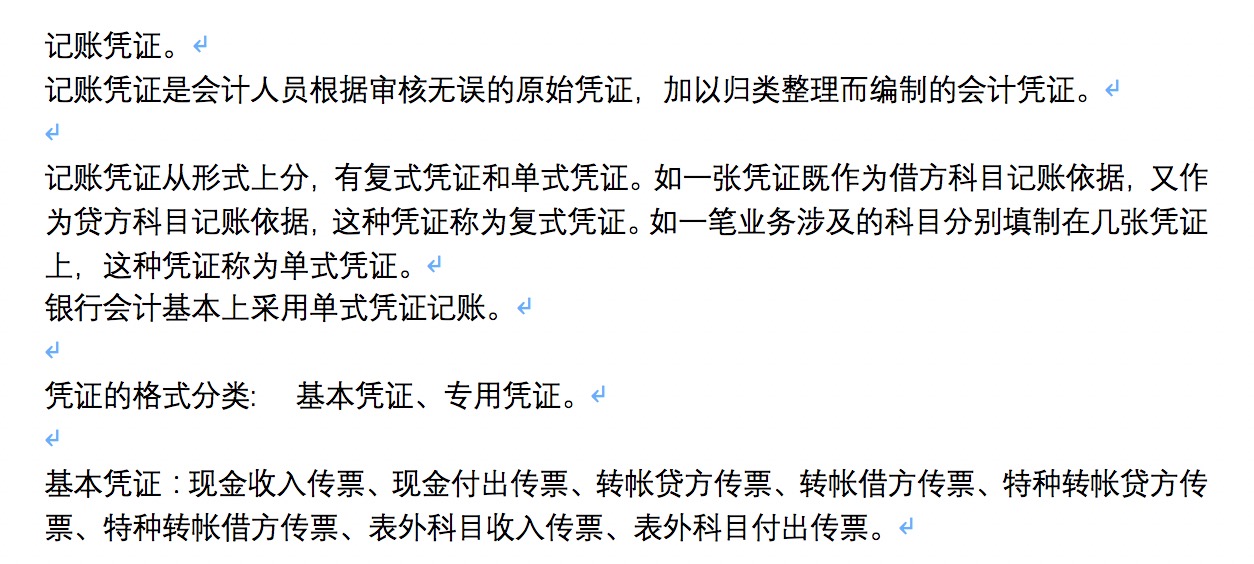 记账凭证。
记账凭证是会计人员根据审核无误的原始凭证，加以归类整理而编制的会计凭证。
记账凭证从形式上分，有复式凭证和单式凭证。如一张凭证既作为借方科目记账依据，又作
为贷方科目记账依据，这种凭证称为复式凭证。如一笔业务涉及的科目分别填制在几张凭证
上，这种凭证称为单式凭证。
银行会计基本上采用单式凭证记账。
凭证的格式分类:　基本凭证、专用凭证。
基本凭证：现金收入传票、现金付出传票、转帐贷方传票、转帐借方传票、特种转帐贷方传
票、特种转帐借方传票、表外科目收入传票、表外科目付出传票。